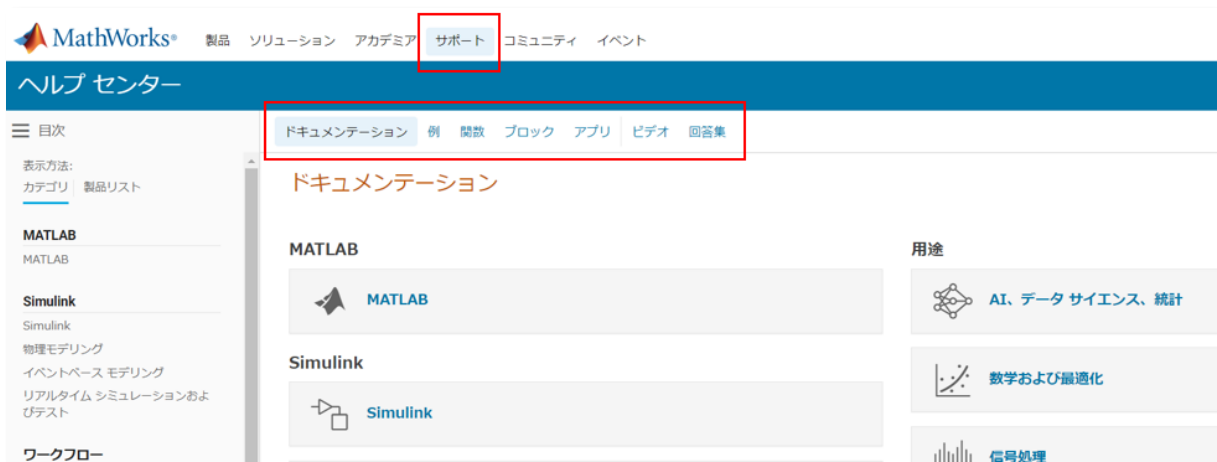 MathWorks® 製品 ソリューション アカデミア サポート コミュニティ イベント
ヘルプ センター
目次
ドキュメンテーション 例 関数 ブロック アプリ ビデオ 回答集
表示方法:
カテゴリ 製品リスト
MATLAB
MATLAB
Simulink
Simulink
物理モデリング
イベントベース モデリング
リアルタイム シミュレーションおよ
びテスト
ワークフロー
ドキュメンテーション
MATLAB
MATLAB
Simulink
Simulink
用途
AI、データ サイエンス、統計
数学および最適化
信号処理